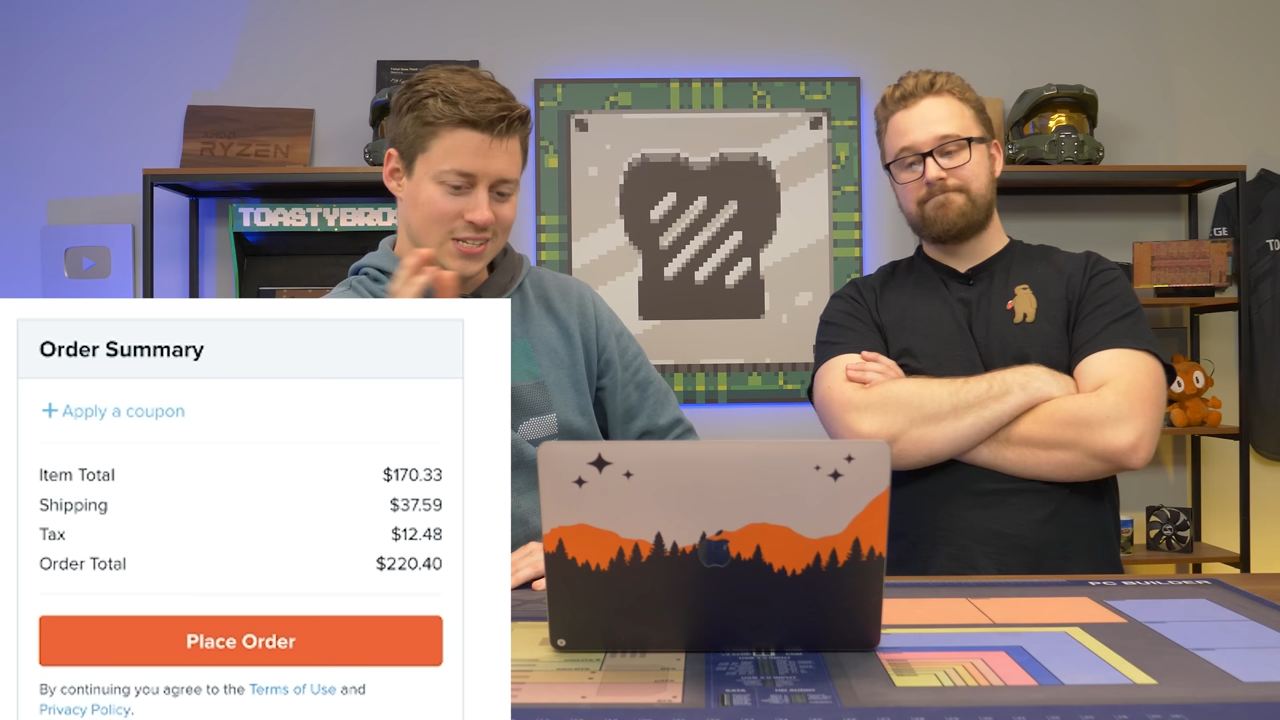 RYZEN
TOASTYBROS
Order Summary
+ Apply a coupon
Item Total $170.33
Shipping $37.59
Tax $12.48
Order Total $220.40
Place Order
By continuing you agree to the Terms of Use and
Privacy Policy.
PC BUILDER